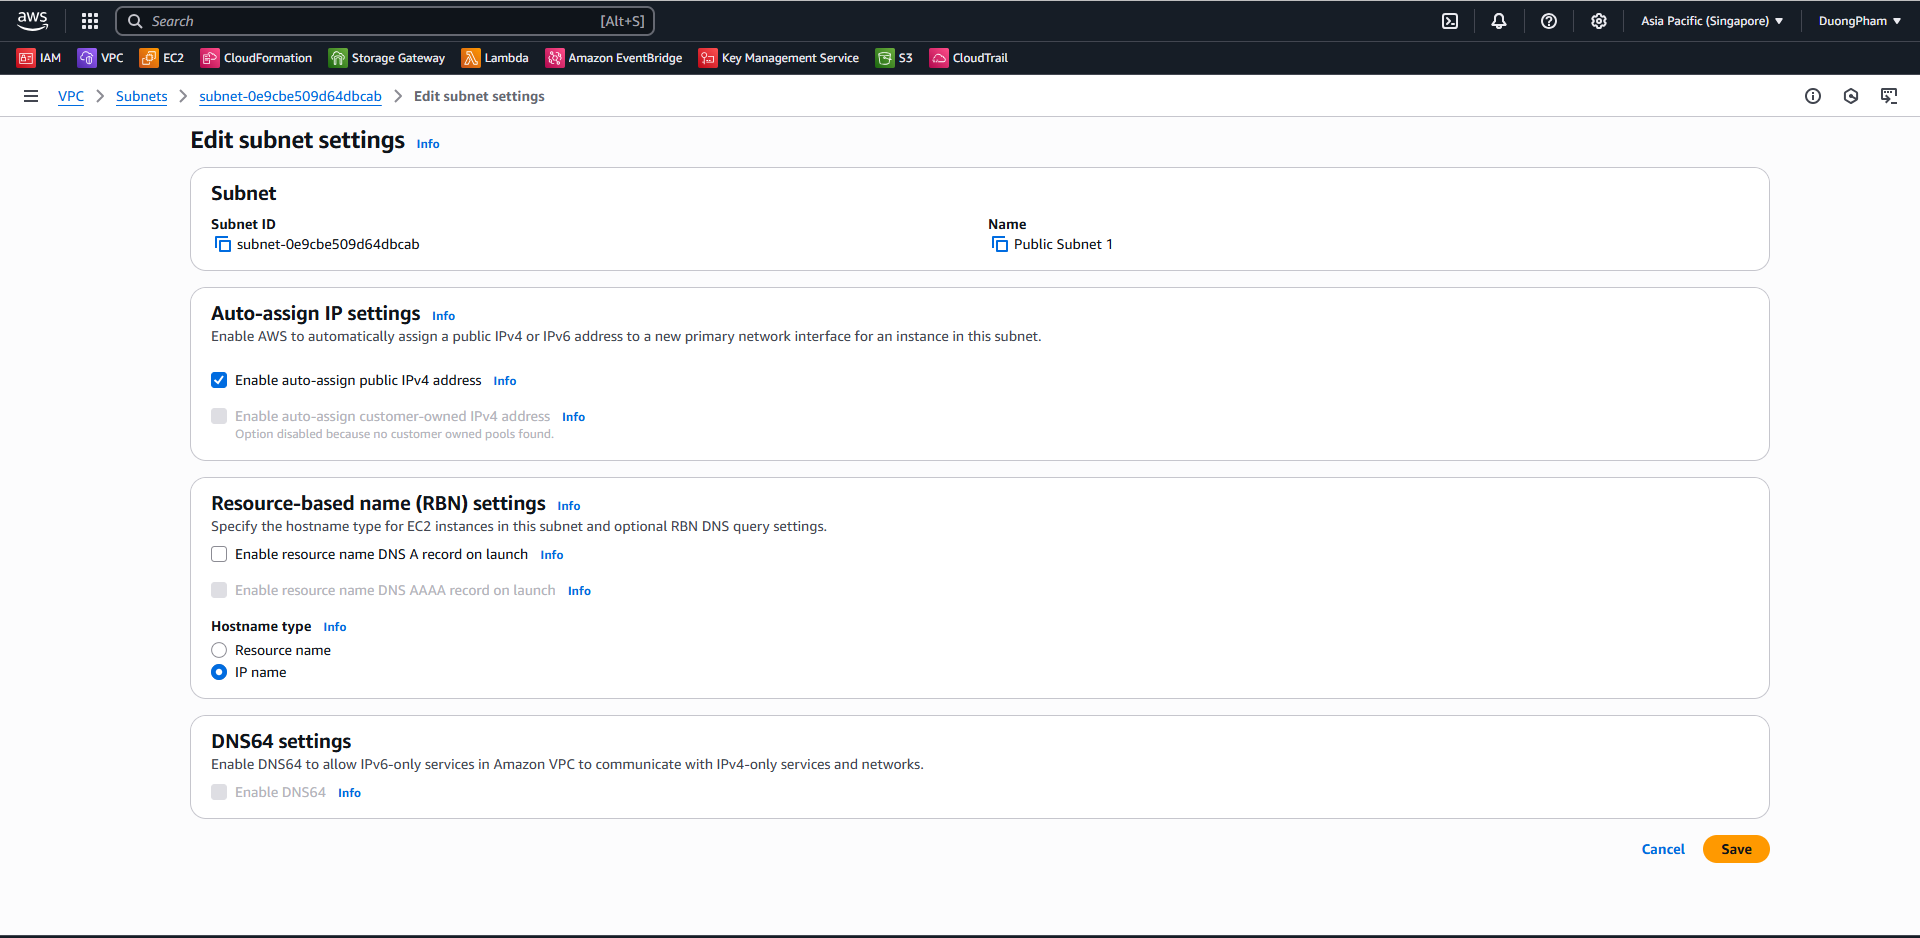 aws
Search [Alt+S]
Asia Pacific (Singapore)
DuongPham
IAM VPC EC2 CloudFormation Storage Gateway Lambda Amazon EventBridge Key Management Service S3 CloudTrail
VPC Subnets subnet-0e9cbe509d64dbcab Edit subnet settings
Edit subnet settings Info
Subnet
Subnet ID
subnet-0e9cbe509d64dbcab
Name
Public Subnet 1
Auto-assign IP settings Info
Enable AWS to automatically assign a public IPv4 or IPv6 address to a new primary network interface for an instance in this subnet.
Enable auto-assign public IPv4 address Info
Enable auto-assign customer-owned IPv4 address Info
Option disabled because no customer owned pools found.
Resource-based name (RBN) settings Info
Specify the hostname type for EC2 instances in this subnet and optional RBN DNS query settings.
Enable resource name DNS A record on launch Info
Enable resource name DNS AAAA record on launch Info
Hostname type Info
Resource name
IP name
DNS64 settings
Enable DNS64 to allow IPv6-only services in Amazon VPC to communicate with IPv4-only services and networks.
Enable DNS64 Info
Cancel Save